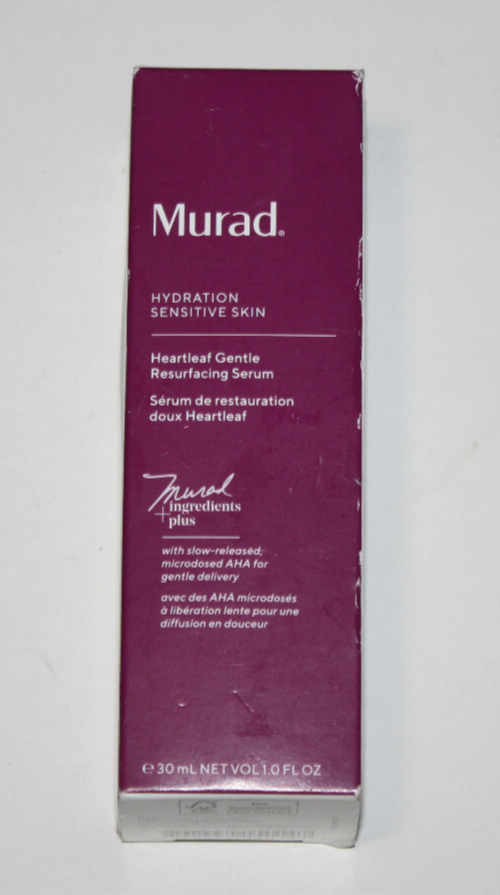 Murad®
HYDRATION
SENSITIVE SKIN
Heartleaf Gentle
Resurfacing Serum
Sérum de restauration
doux Heartleaf
Murad
+ingredients
plus
with slow-released,
microdosed AHA for
gentle delivery
avec des AHA microdosés
à libération lente pour une
diffusion en douceur
℮ 30 mL NET VOL 1.0 FL OZ